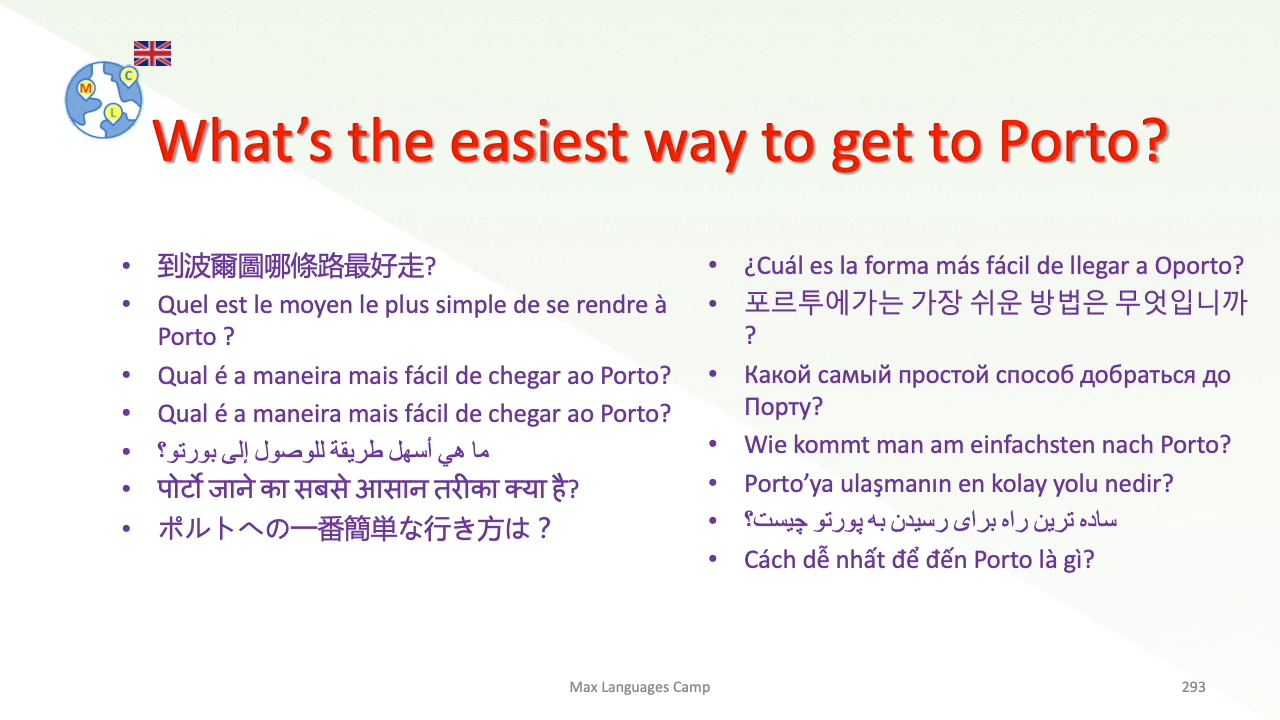 M
C
L
What’s the easiest way to get to Porto?
• 到波爾圖哪條路最好走?
• Quel est le moyen le plus simple de se rendre à
Porto ?
• Qual é a maneira mais fácil de chegar ao Porto?
• Qual é a maneira mais fácil de chegar ao Porto?
• ما هي أسهل طريقة للوصول إلى بورتو؟
• पोर्टो जाने का सबसे आसान तरीका क्या है?
• ポルトへの一番簡単な行き方は？
• ¿Cuál es la forma más fácil de llegar a Oporto?
• 포르투에가는 가장 쉬운 방법은 무엇입니까
?
• Какой самый простой способ добраться до
Порту?
• Wie kommt man am einfachsten nach Porto?
• Porto’ya ulaşmanın en kolay yolu nedir?
• ساده ترین راه برای رسیدن به پورتو چیست؟
• Cách dễ nhất để đến Porto là gì?
Max Languages Camp
293